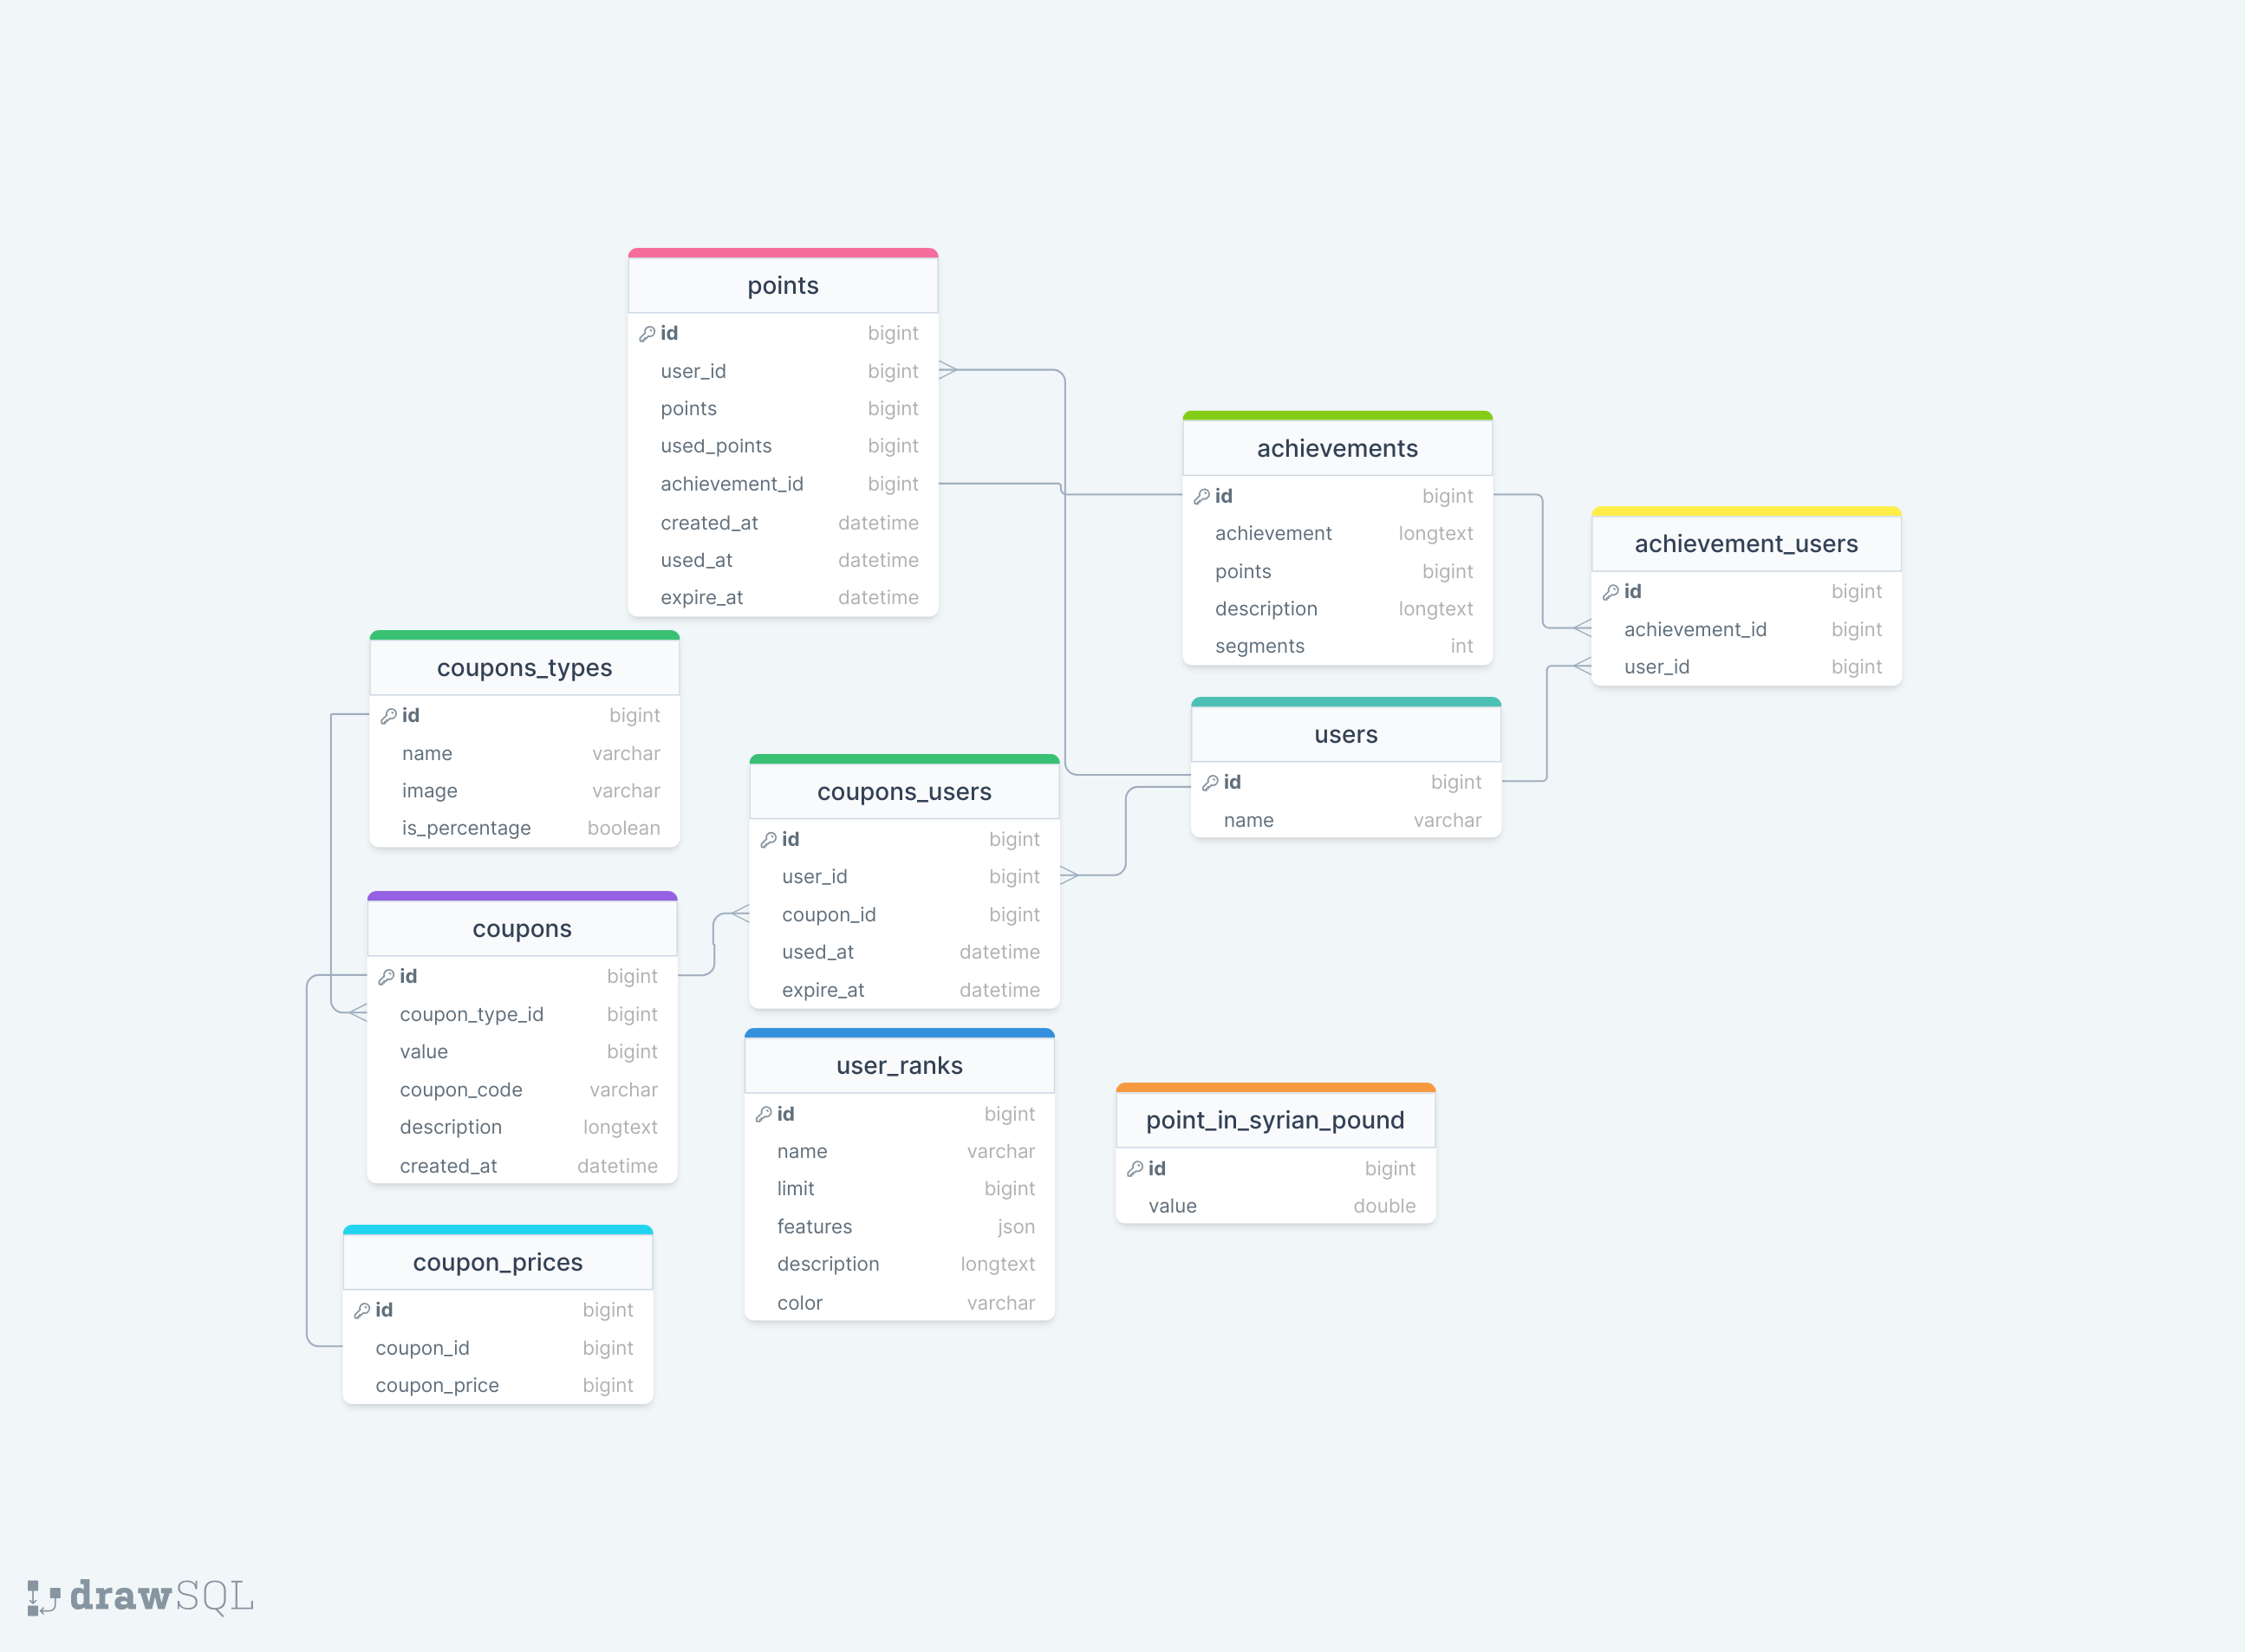 points
id bigint
user_id bigint
points bigint
used_points bigint
achievement_id bigint
created_at datetime
used_at datetime
expire_at datetime
achievements
id bigint
achievement longtext
points bigint
description longtext
segments int
achievement_users
id bigint
achievement_id bigint
user_id bigint
coupons_types
id bigint
name varchar
image varchar
is_percentage boolean
users
id bigint
name varchar
coupons_users
id bigint
user_id bigint
coupon_id bigint
used_at datetime
expire_at datetime
coupons
id bigint
coupon_type_id bigint
value bigint
coupon_code varchar
description longtext
created_at datetime
user_ranks
id bigint
name varchar
limit bigint
features json
description longtext
color varchar
point_in_syrian_pound
id bigint
value double
coupon_prices
id bigint
coupon_id bigint
coupon_price bigint
drawSQL